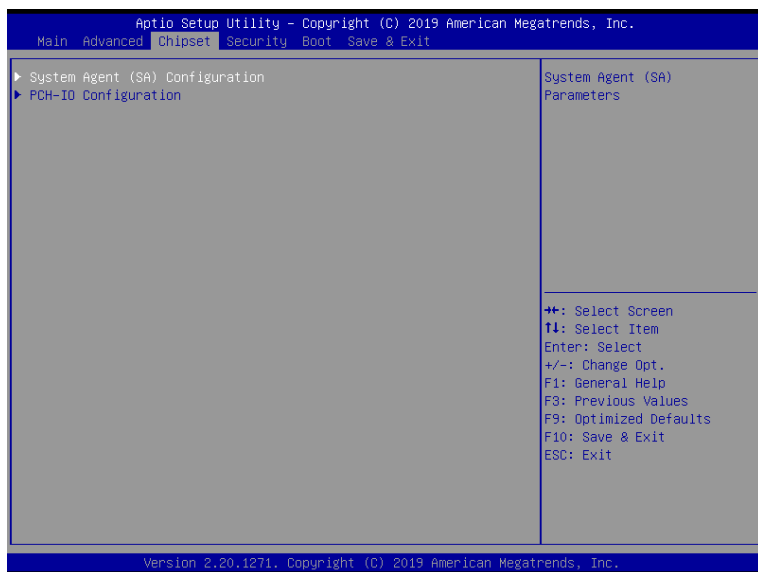 Aptio Setup Utility – Copyright (C) 2019 American Megatrends, Inc.
Main Advanced Chipset Security Boot Save & Exit
▶ System Agent (SA) Configuration
▶ PCH-IO Configuration
System Agent (SA)
Parameters
→←: Select Screen
↑↓: Select Item
Enter: Select
+/-: Change Opt.
F1: General Help
F3: Previous Values
F9: Optimized Defaults
F10: Save & Exit
ESC: Exit
Version 2.20.1271. Copyright (C) 2019 American Megatrends, Inc.